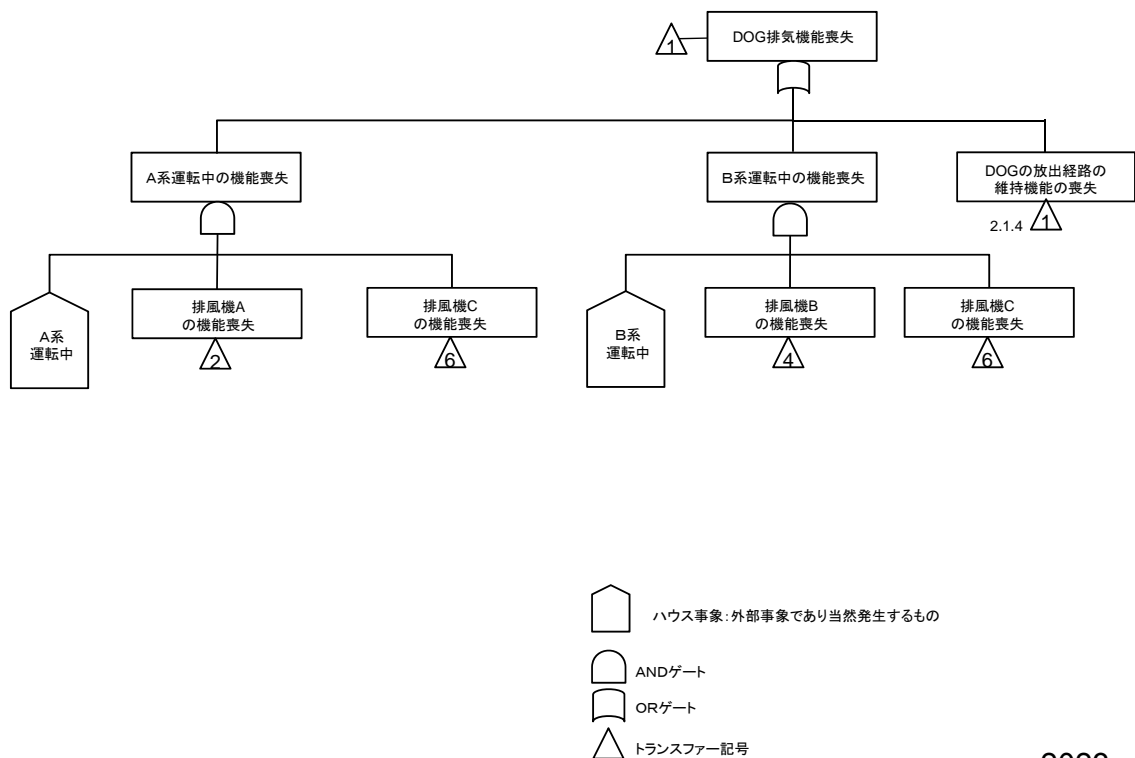 DOG排気機能喪失
1
A系運転中の機能喪失
B系運転中の機能喪失
DOGの放出経路の
維持機能の喪失
2.1.4
1
A系
運転中
排風機A
の機能喪失
2
排風機C
の機能喪失
6
B系
運転中
排風機B
の機能喪失
4
排風機C
の機能喪失
6
ハウス事象:外部事象であり当然発生するもの
ANDゲート
ORゲート
トランスファー記号